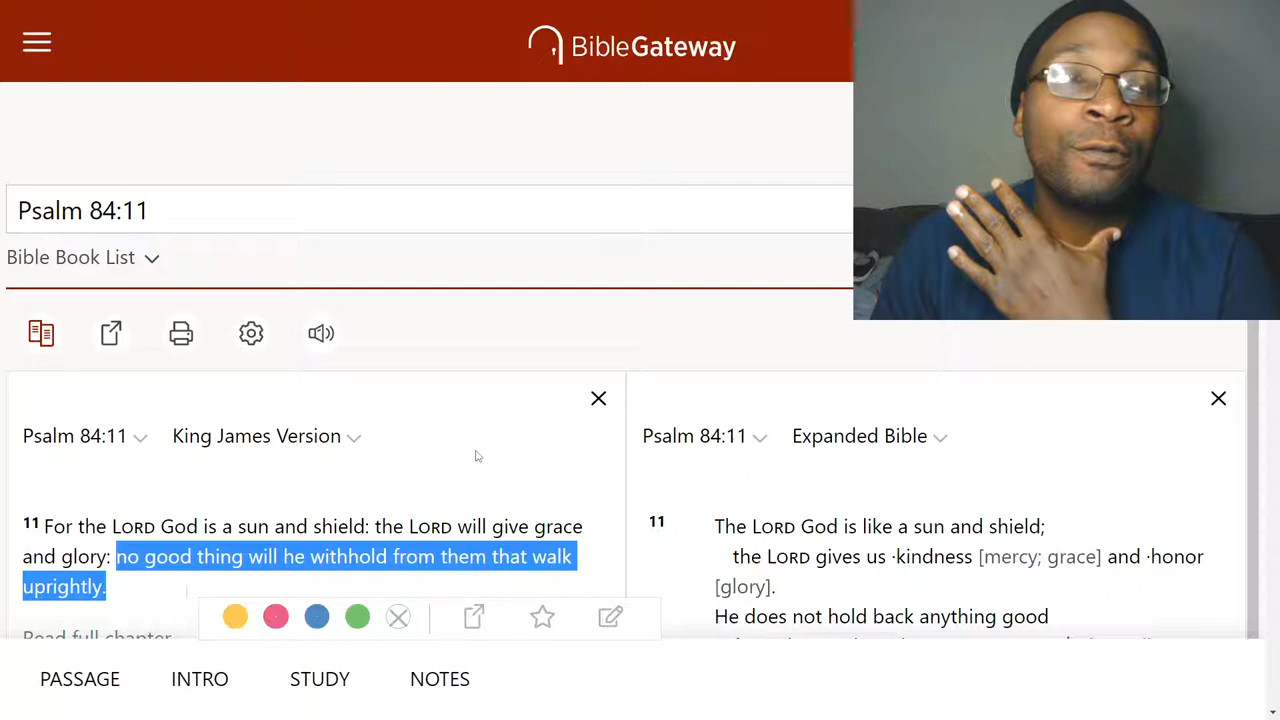 BibleGateway
Psalm 84:11
Bible Book List
Psalm 84:11 King James Version
11 For the LORD God is a sun and shield: the LORD will give grace
and glory: no good thing will he withhold from them that walk
uprightly.
Read full chapter
Psalm 84:11 Expanded Bible
11 The LORD God is like a sun and shield;
the LORD gives us ·kindness [mercy; grace] and ·honor
[glory].
He does not hold back anything good
PASSAGE INTRO STUDY NOTES